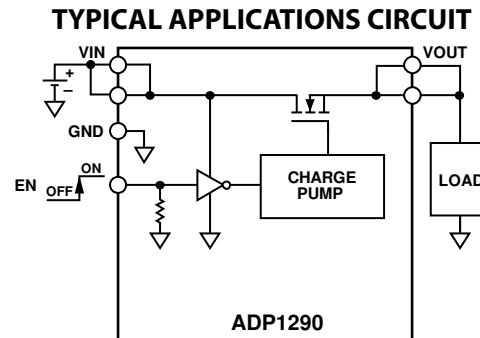 TYPICAL APPLICATIONS CIRCUIT
VIN
VOUT
+
–
GND
EN
OFF
ON
CHARGE
PUMP
LOAD
ADP1290